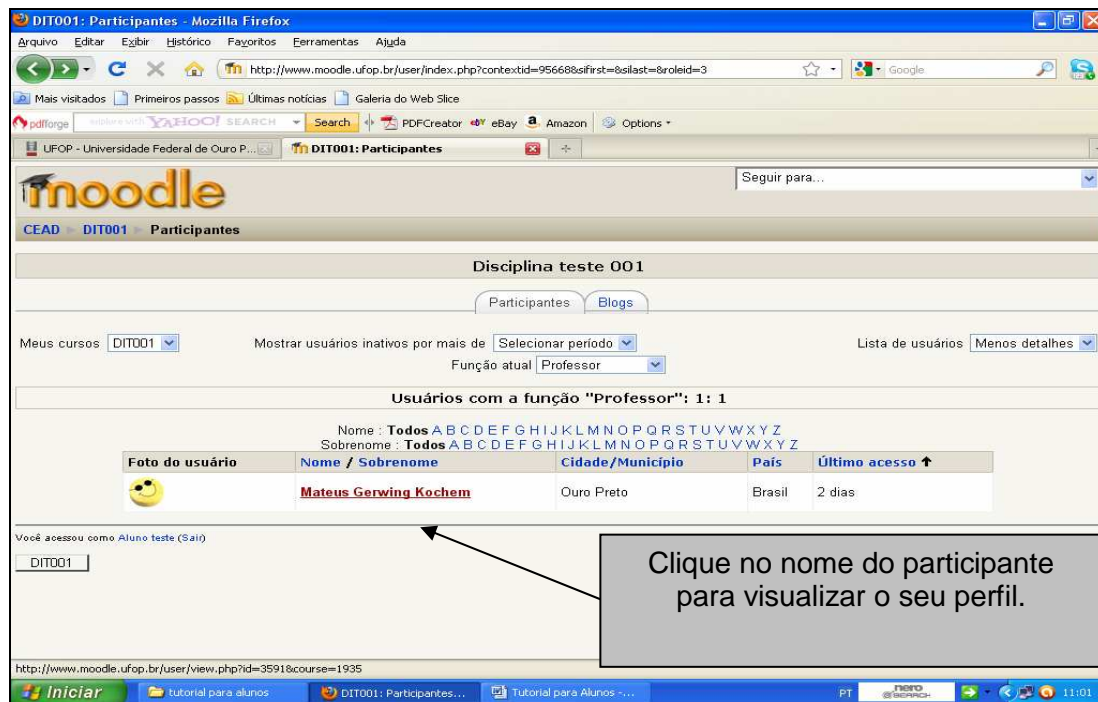 DIT001: Participantes - Mozilla Firefox
Arquivo Editar Exibir Histórico Favoritos Ferramentas Ajuda
http://www.moodle.ufop.br/user/index.php?contextid=95668&sifirst=&silast=&roleid=3
Google
Mais visitados Primeiros passos Últimas notícias Galeria do Web Slice
pdfforge YAHOO! SEARCH Search PDFCreator eBay Amazon Options
UFOP - Universidade Federal de Ouro P... DIT001: Participantes
moodle
Seguir para...
CEAD DIT001 Participantes
Disciplina teste 001
Participantes Blogs
Meus cursos DIT001 Mostrar usuários inativos por mais de Selecionar período Lista de usuários Menos detalhes
Função atual Professor
Usuários com a função "Professor": 1: 1
Nome : Todos A B C D E F G H I J K L M N O P Q R S T U V W X Y Z
Sobrenome : Todos A B C D E F G H I J K L M N O P Q R S T U V W X Y Z
Foto do usuário Nome / Sobrenome Cidade/Município País Último acesso ↑
Mateus Gerwing Kochem Ouro Preto Brasil 2 dias
Você acessou como Aluno teste (Sair)
DIT001
Clique no nome do participante
para visualizar o seu perfil.
http://www.moodle.ufop.br/user/view.php?id=3591&course=1935
Iniciar tutorial para alunos DIT001: Participantes... Tutorial para Alunos -... PT nero SEARCH 11:01